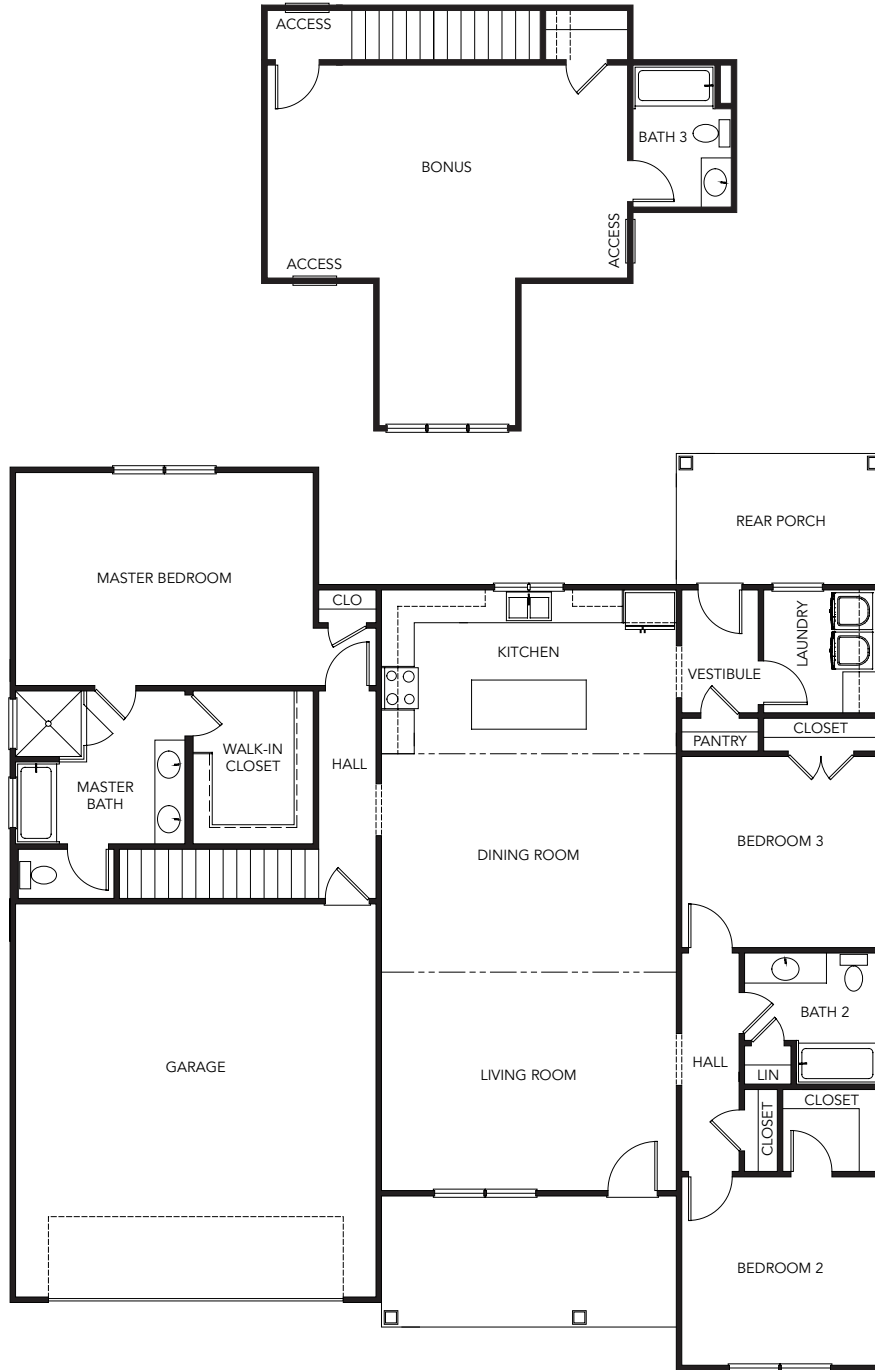 ACCESS
BATH 3
BONUS
ACCESS
ACCESS
REAR PORCH
MASTER BEDROOM
CLO
KITCHEN
LAUNDRY
VESTIBULE
PANTRY
CLOSET
WALK-IN
CLOSET
HALL
MASTER
BATH
BEDROOM 3
DINING ROOM
BATH 2
GARAGE
LIVING ROOM
HALL
LIN
CLOSET
CLOSET
BEDROOM 2